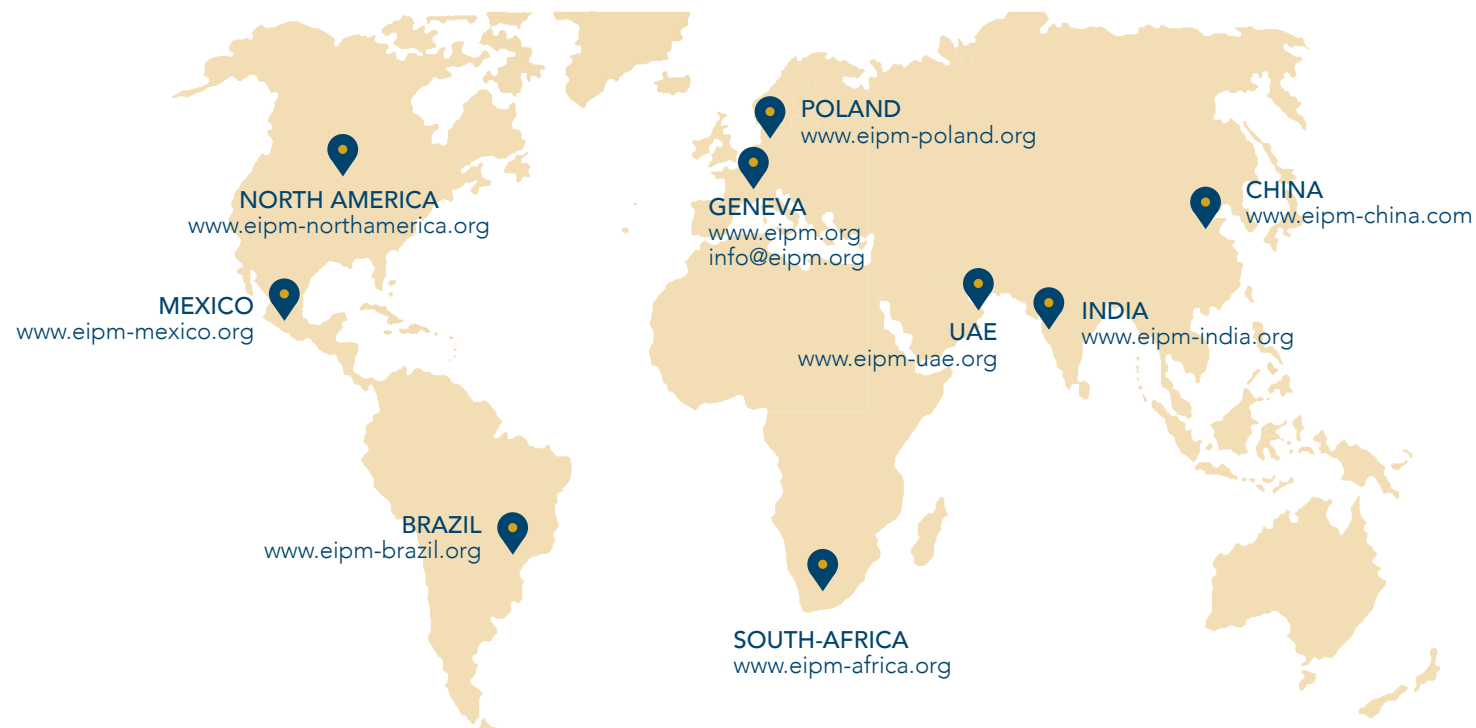 POLAND
www.eipm-poland.org
NORTH AMERICA
www.eipm-northamerica.org
GENEVA
www.eipm.org
info@eipm.org
CHINA
www.eipm-china.com
MEXICO
www.eipm-mexico.org
UAE
www.eipm-uae.org
INDIA
www.eipm-india.org
BRAZIL
www.eipm-brazil.org
SOUTH-AFRICA
www.eipm-africa.org